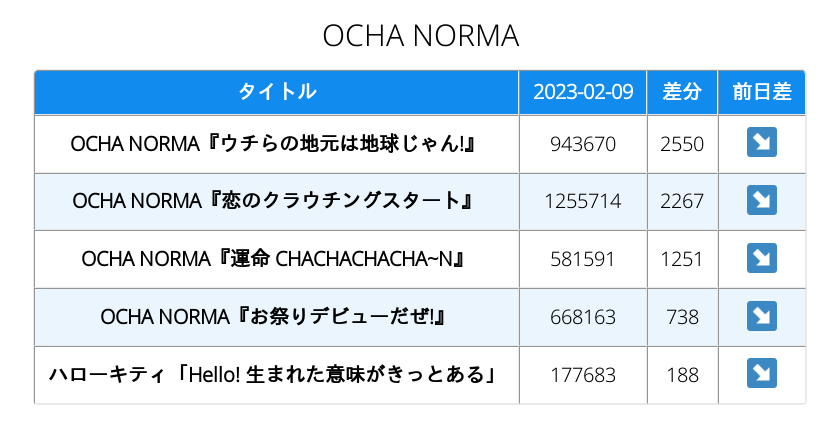 OCHA NORMA
タイトル 2023-02-09 差分 前日差
OCHA NORMA『ウチらの地元は地球じゃん!』 943670 2550 ↘
OCHA NORMA『恋のクラウチングスタート』 1255714 2267 ↘
OCHA NORMA『運命 CHACHACHACHA~N』 581591 1251 ↘
OCHA NORMA『お祭りデビューだぜ!』 668163 738 ↘
ハローキティ「Hello! 生まれた意味がきっとある」 177683 188 ↘